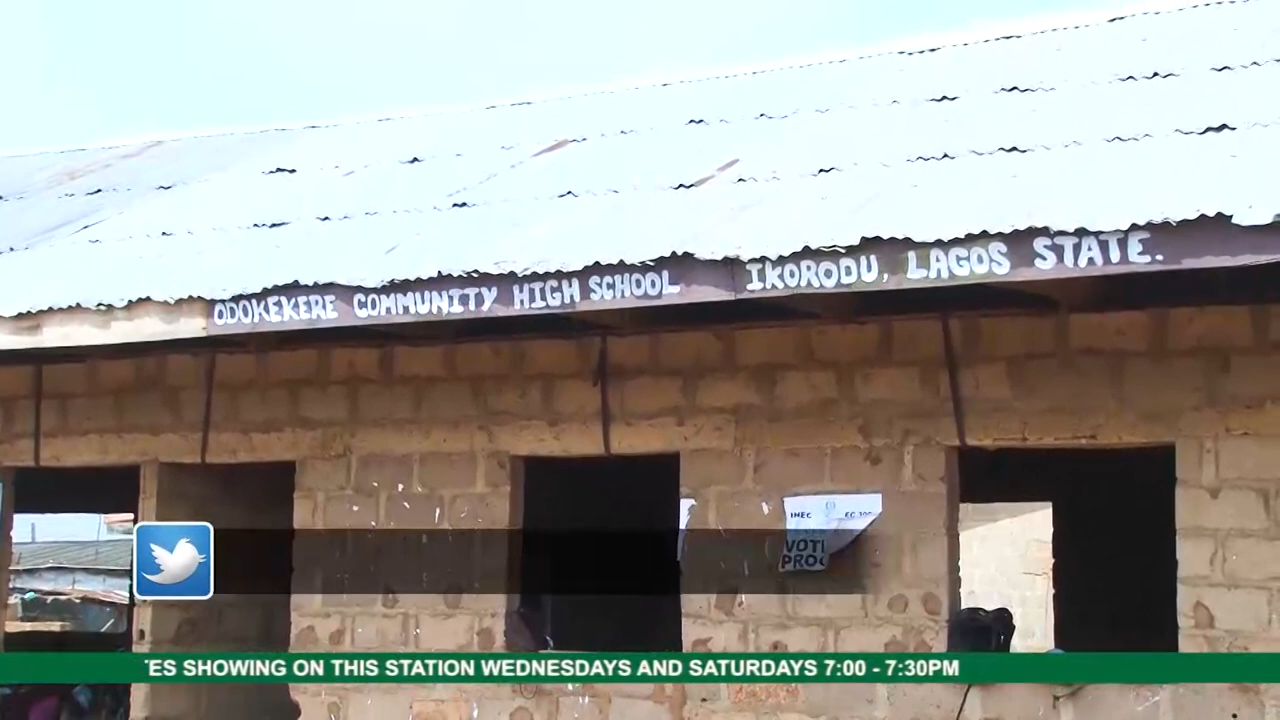 ODOKEKERE COMMUNITY HIGH SCHOOL IKORODU, LAGOS STATE.
INEC
VOTI
PROC
ES SHOWING ON THIS STATION WEDNESDAYS AND SATURDAYS 7:00 - 7:30PM